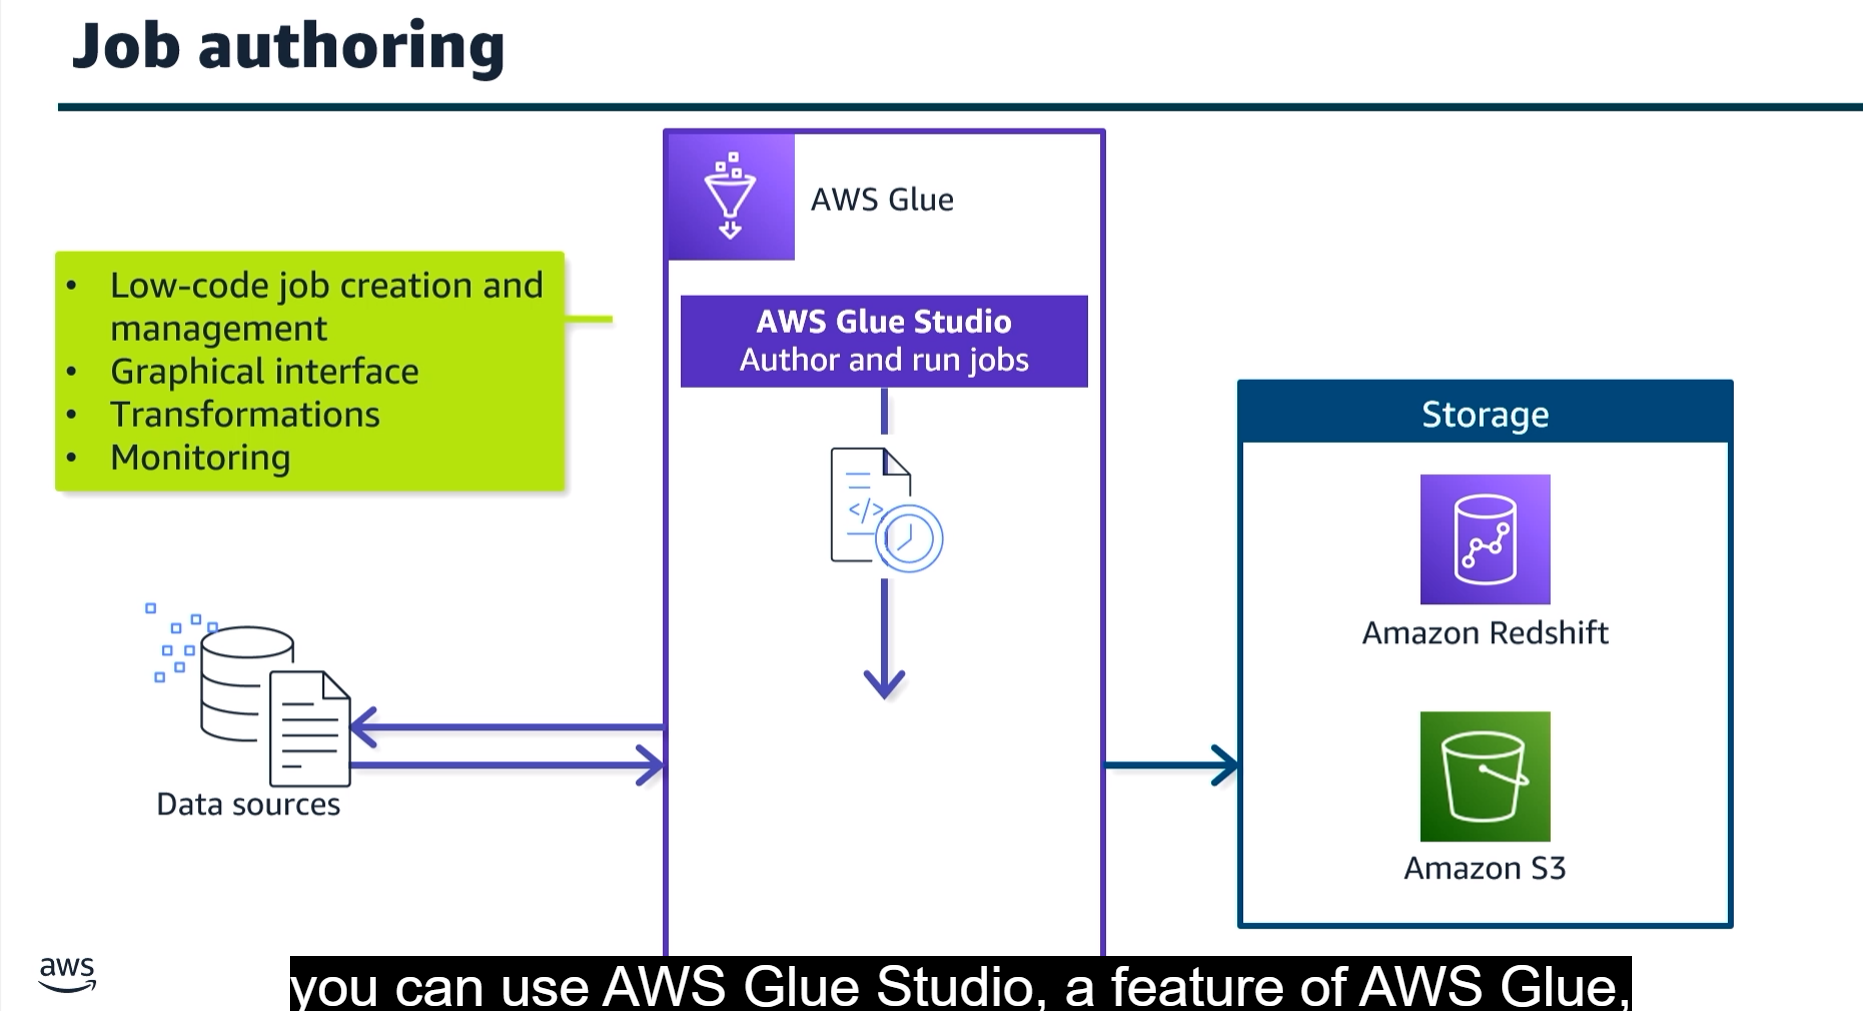 Job authoring
AWS Glue
• Low-code job creation and
management
• Graphical interface
• Transformations
• Monitoring
AWS Glue Studio
Author and run jobs
</>
Storage
Amazon Redshift
Amazon S3
Data sources
aws
you can use AWS Glue Studio, a feature of AWS Glue,